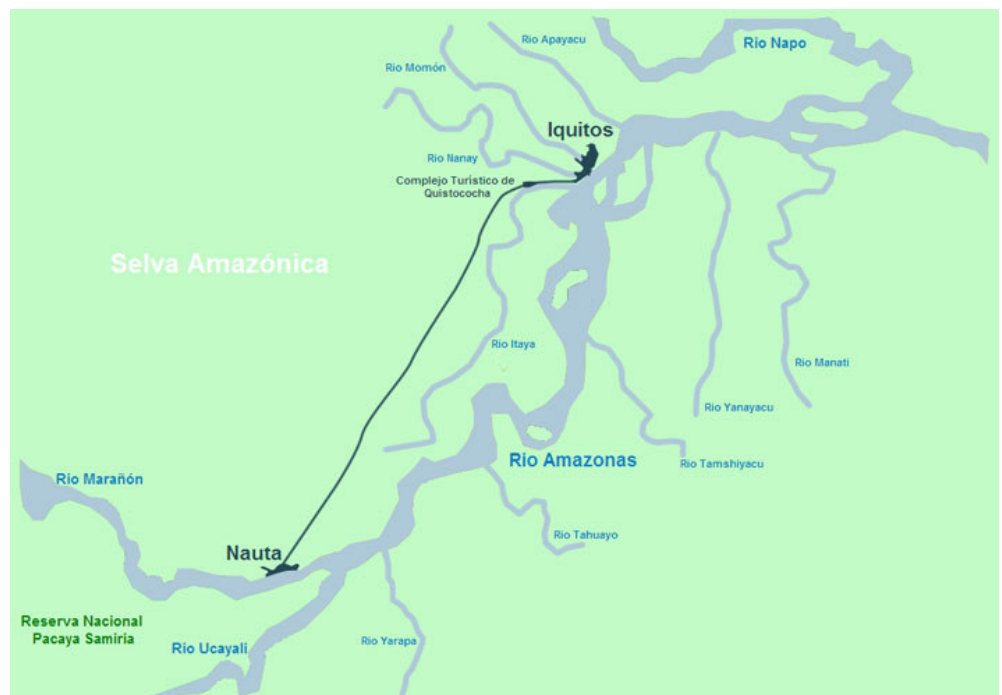 Rio Apayacu
Rio Napo
Rio Momón
Iquitos
Rio Nanay
Complejo Turístico de
Quistococha
Selva Amazónica
Rio Itaya
Rio Manati
Rio Yanayacu
Rio Amazonas
Rio Tamshiyacu
Rio Marañón
Rio Tahuayo
Nauta
Reserva Nacional
Pacaya Samiria
Rio Ucayali
Rio Yarapa